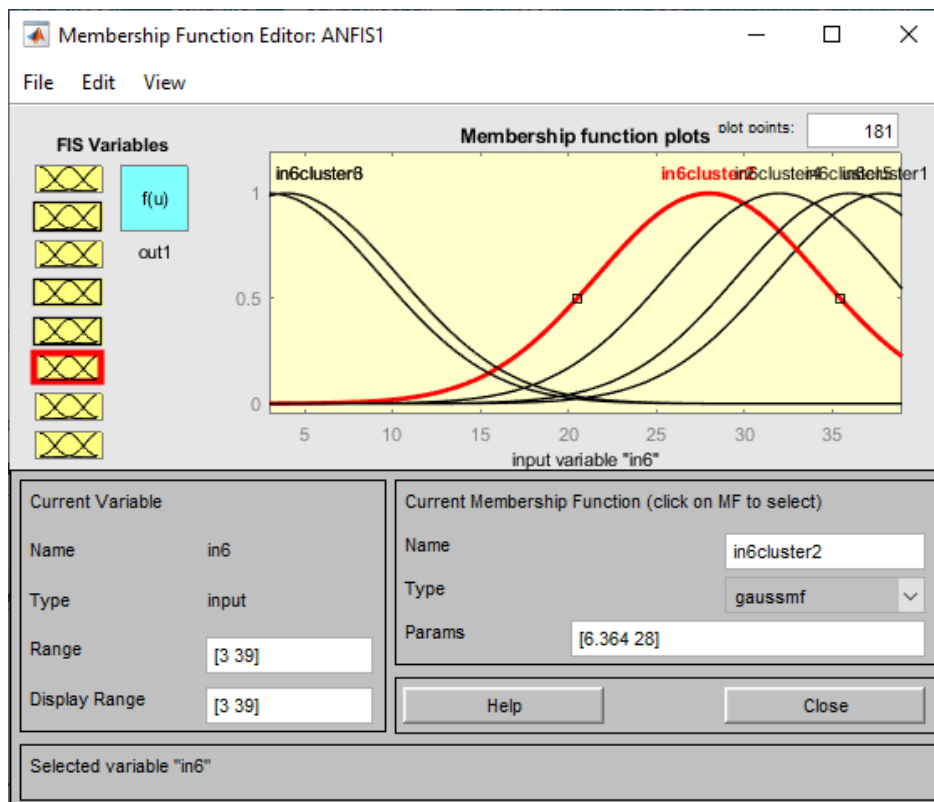 Membership Function Editor: ANFIS1
File Edit View
FIS Variables
f(u)
out1
Membership function plots
plot points:
181
in6cluster2
in6cluster4
in6cluster1
1
0.5
0
5 10 15 20 25 30 35
input variable "in6"
Current Variable
Name in6
Type input
Range [3 39]
Display Range [3 39]
Current Membership Function (click on MF to select)
Name in6cluster2
Type gaussmf
Params [6.364 28]
Help Close
Selected variable "in6"